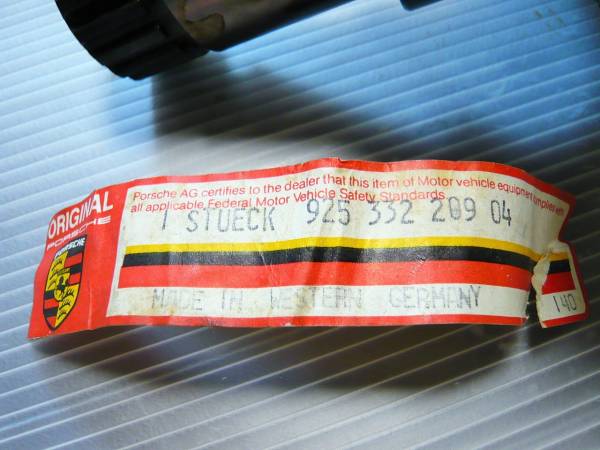 ORIGINAL
PORSCHE
PORSCHE
Porsche AG certifies to the dealer that this item of Motor vehicle equipment complies with
all applicable Federal Motor Vehicle Safety Standards
1 STUECK 925 332 209 04
MADE IN WESTERN GERMANY
140